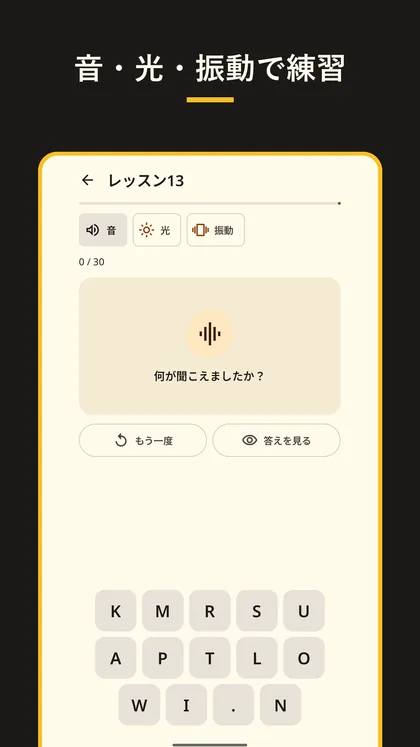 音・光・振動で練習
レッスン13
音 光 振動
0 / 30
何が聞こえましたか？
もう一度 答えを見る
K M R S U
A P T L O
W I . N